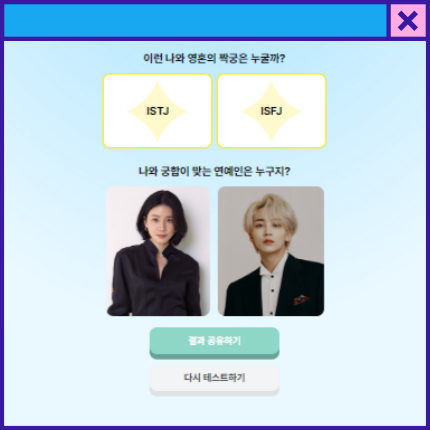 이런 나와 영혼의 짝궁은 누굴까?
ISTJ
ISFJ
나와 궁합이 맞는 연예인은 누구지?
결과 공유하기
다시 테스트하기